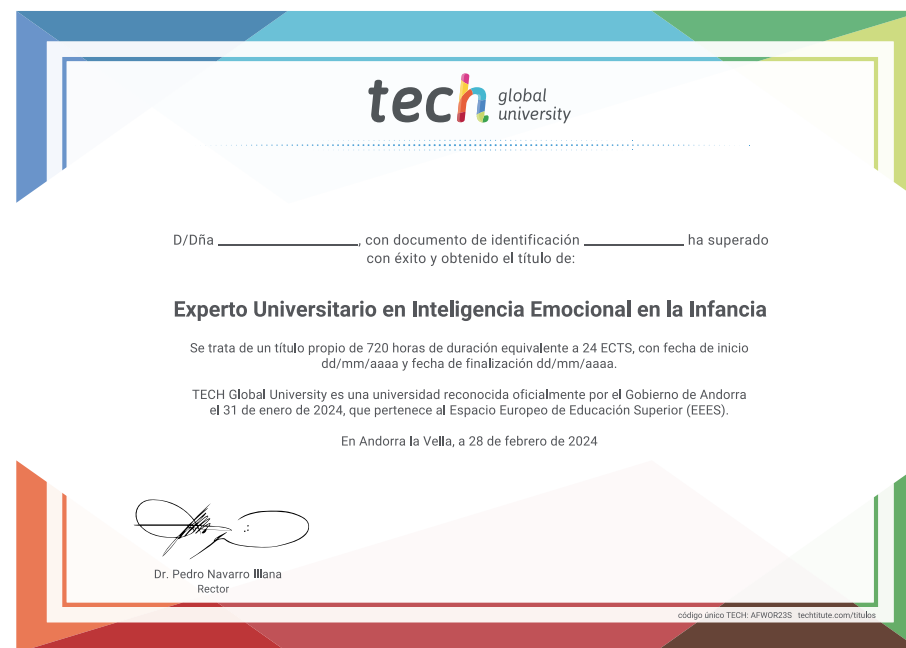 tech global university
D/Dña ____________________, con documento de identificación ______________ ha superado
con éxito y obtenido el título de:
Experto Universitario en Inteligencia Emocional en la Infancia
Se trata de un título propio de 720 horas de duración equivalente a 24 ECTS, con fecha de inicio
dd/mm/aaaa y fecha de finalización dd/mm/aaaa.
TECH Global University es una universidad reconocida oficialmente por el Gobierno de Andorra
el 31 de enero de 2024, que pertenece al Espacio Europeo de Educación Superior (EEES).
En Andorra la Vella, a 28 de febrero de 2024
Dr. Pedro Navarro Illana
Rector
código único TECH: AFWOR23S techtitute.com/titulos